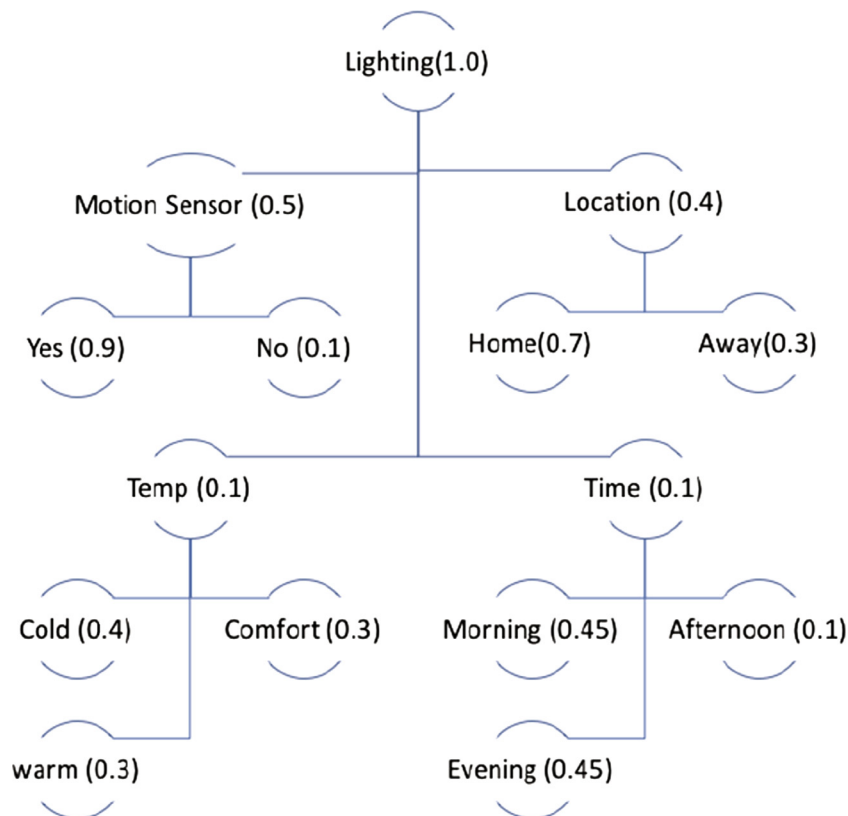 Lighting(1.0)
Motion Sensor (0.5)
Location (0.4)
Yes (0.9)
No (0.1)
Home(0.7)
Away(0.3)
Temp (0.1)
Time (0.1)
Cold (0.4)
Comfort (0.3)
Morning (0.45)
Afternoon (0.1)
warm (0.3)
Evening (0.45)